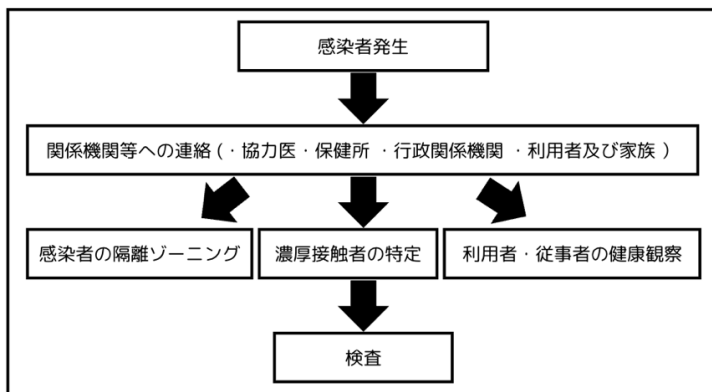 感染者発生
関係機関等への連絡 ( ・協力医・保健所 ・行政関係機関 ・利用者及び家族 )
感染者の隔離ゾーニング
濃厚接触者の特定
利用者・従事者の健康観察
検査